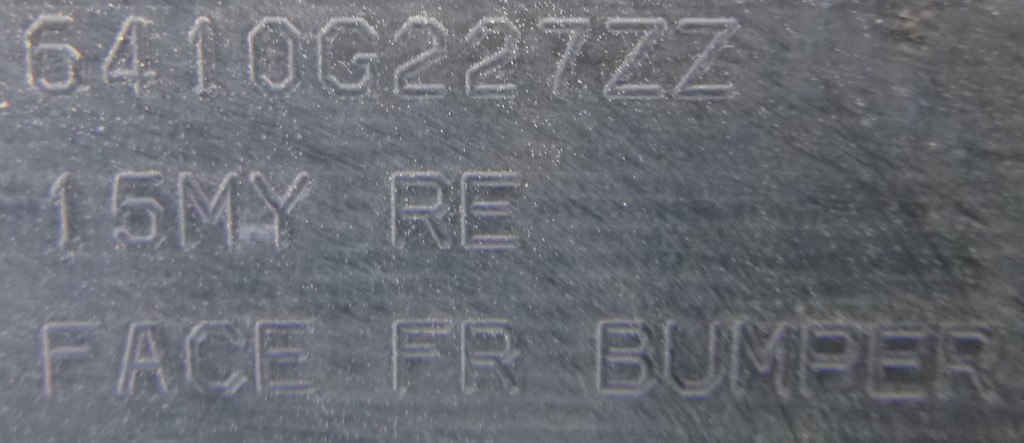 6410G227ZZ
15MY RE
FACE FR BUMPER